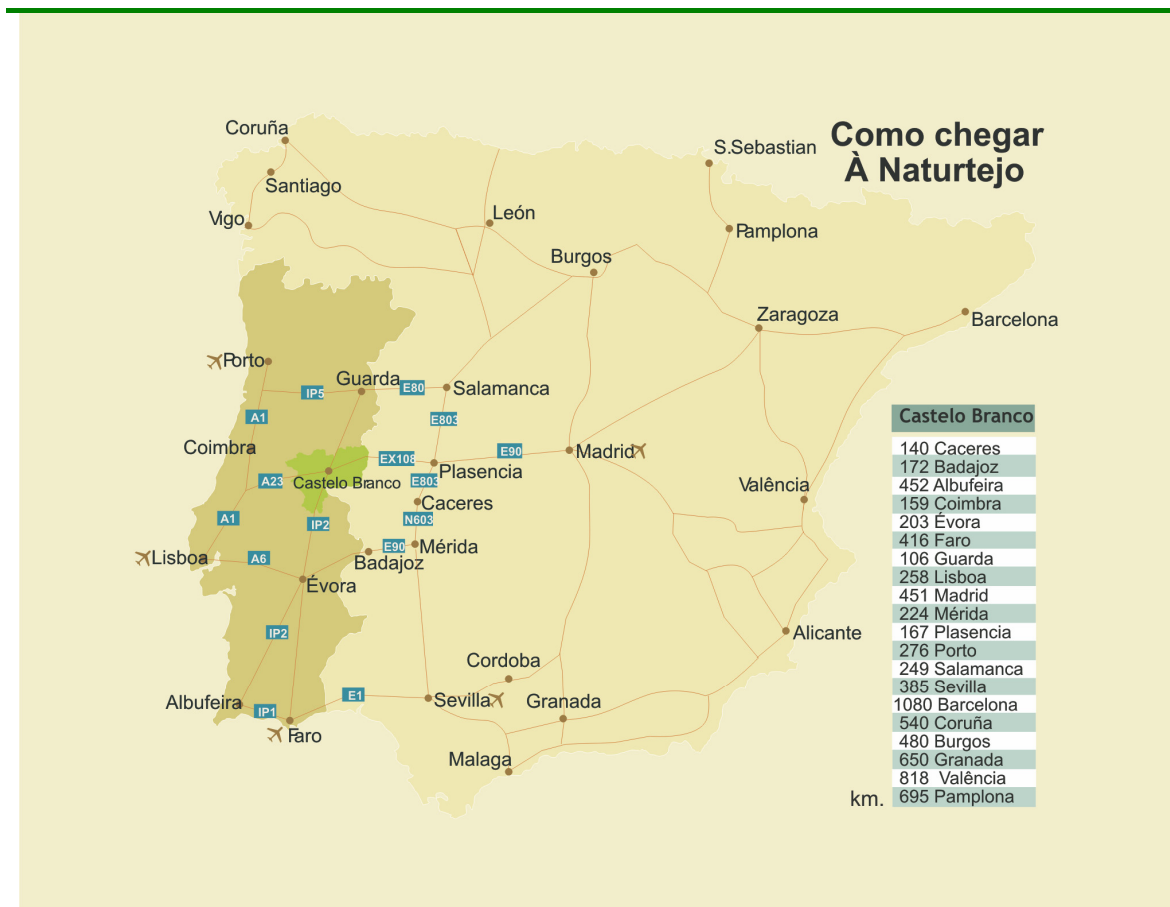 Como chegar
À Naturtejo
Coruña
S.Sebastian
Santiago
León
Vigo
Pamplona
Burgos
Zaragoza
Barcelona
Porto
Guarda
E80
Salamanca
IP5
A1
E803
Coimbra
EX108
E90
Madrid
Plasencia
A23
Castelo Branco
E803
Valência
Caceres
A1
IP2
N603
E90
Mérida
Lisboa
A6
Badajoz
Évora
IP2
Alicante
Cordoba
Albufeira
E1
Sevilla
Granada
IP1
Faro
Malaga
Castelo Branco
140 Caceres
172 Badajoz
452 Albufeira
159 Coimbra
203 Évora
416 Faro
106 Guarda
258 Lisboa
451 Madrid
224 Mérida
167 Plasencia
276 Porto
249 Salamanca
385 Sevilla
1080 Barcelona
540 Coruña
480 Burgos
650 Granada
818 Valência
km. 695 Pamplona